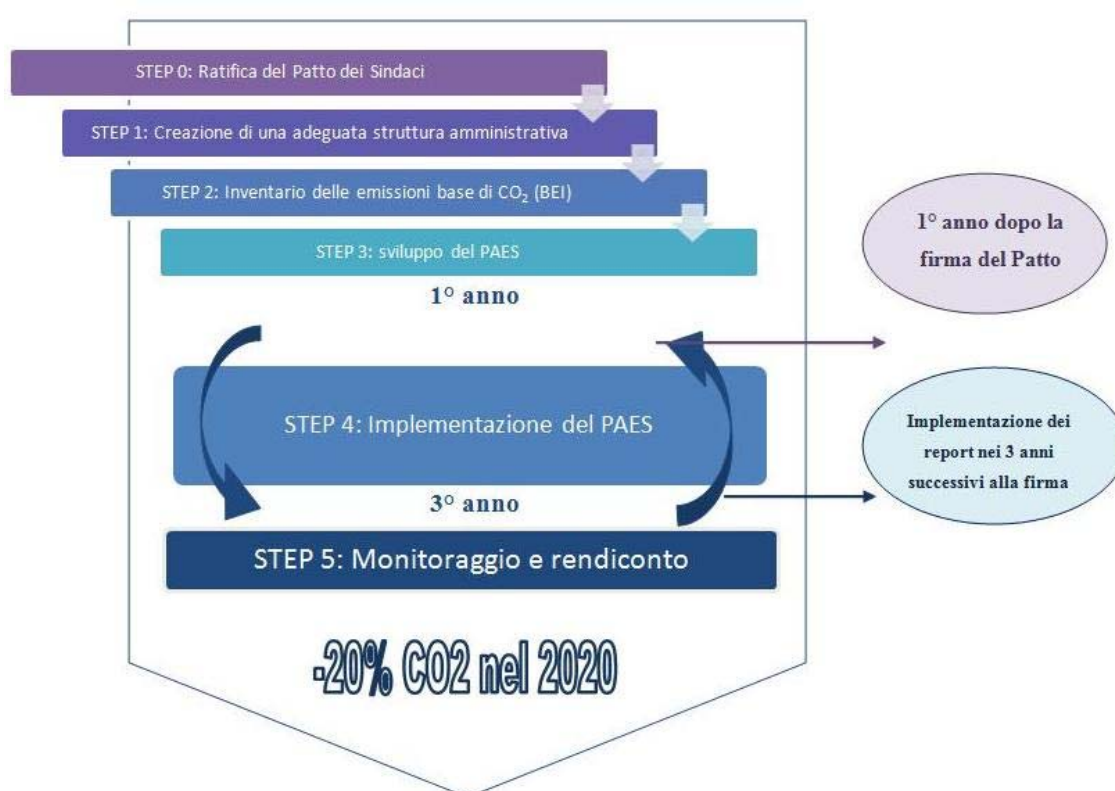 STEP 0: Ratifica del Patto dei Sindaci
STEP 1: Creazione di una adeguata struttura amministrativa
STEP 2: Inventario delle emissioni base di CO₂ (BEI)
STEP 3: sviluppo del PAES
1° anno
1° anno dopo la
firma del Patto
STEP 4: Implementazione del PAES
3° anno
Implementazione dei
report nei 3 anni
successivi alla firma
STEP 5: Monitoraggio e rendiconto
-20% CO2 nel 2020